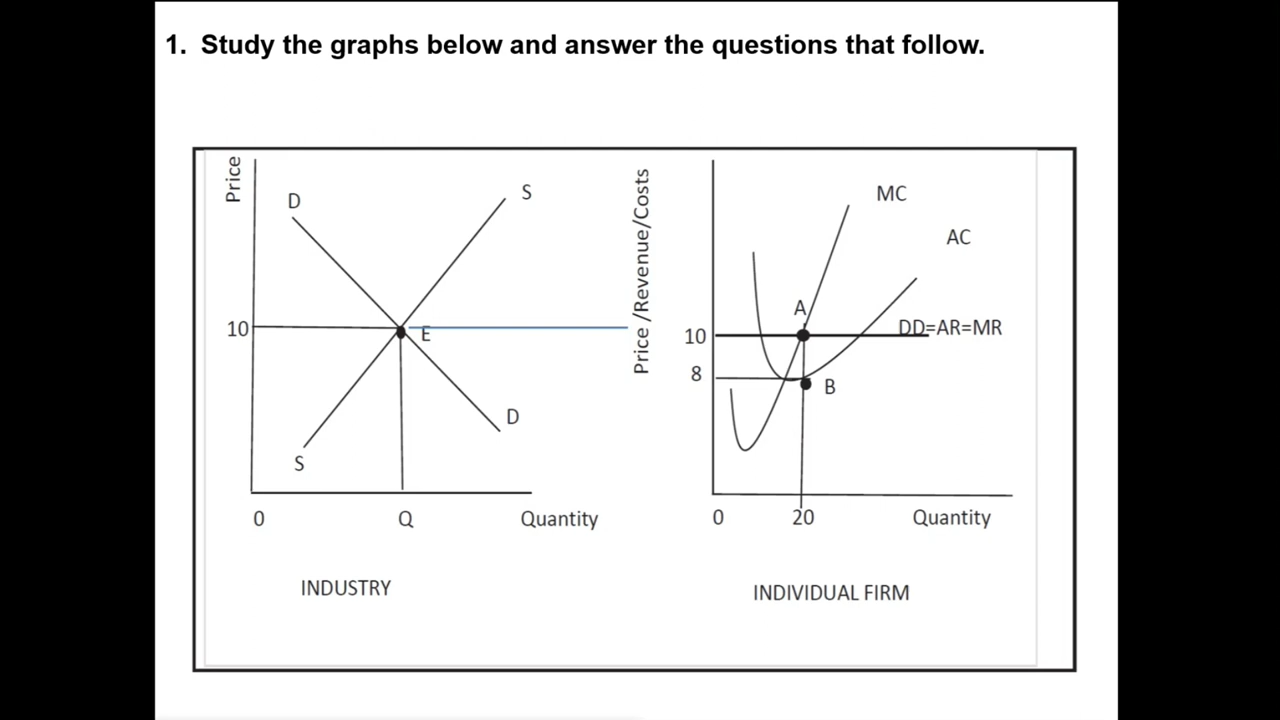 1. Study the graphs below and answer the questions that follow.
Price
D
S
10
E
D
S
0
Q
Quantity
INDUSTRY
Price /Revenue/Costs
MC
AC
A
10
DD=AR=MR
8
B
0
20
Quantity
INDIVIDUAL FIRM